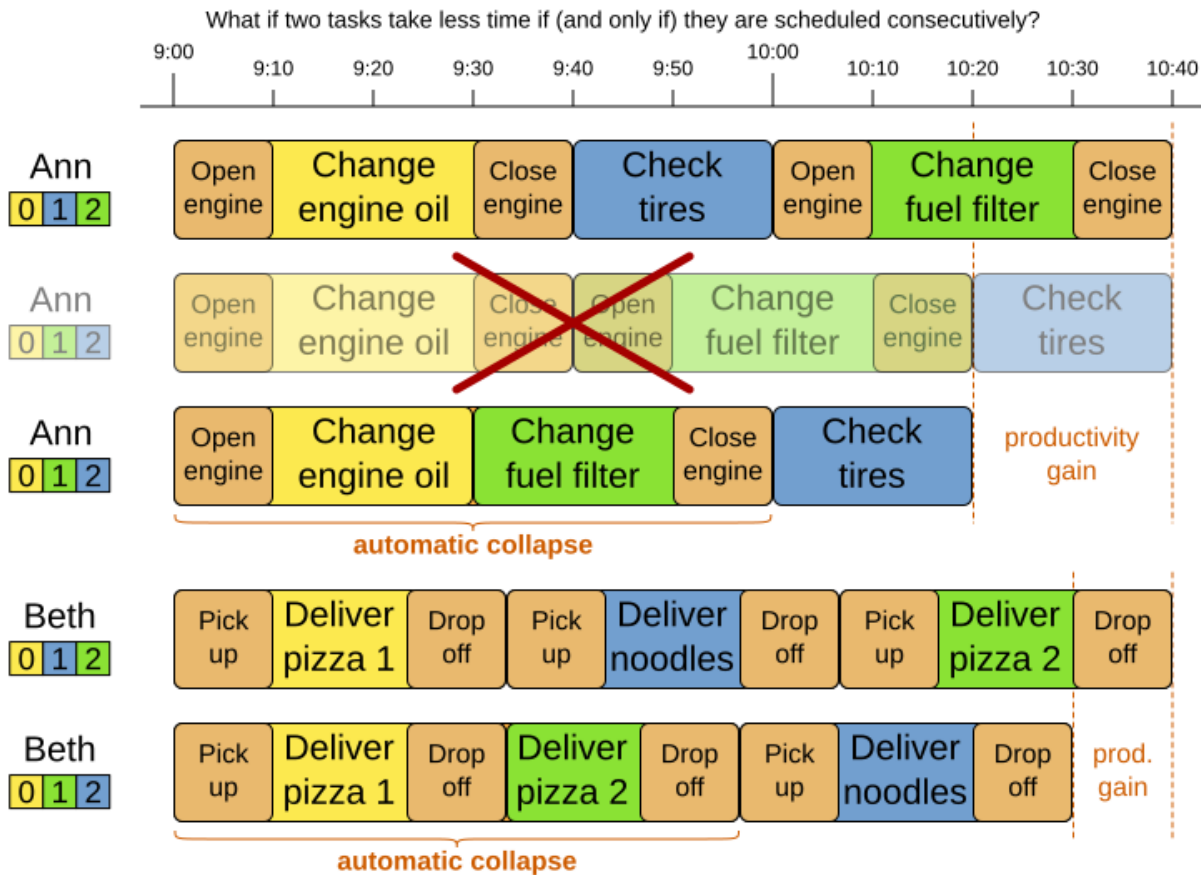 What if two tasks take less time if (and only if) they are scheduled consecutively?
9:00 9:10 9:20 9:30 9:40 9:50 10:00 10:10 10:20 10:30 10:40
Ann
0 1 2
Open
engine
Change
engine oil
Close
engine
Check
tires
Open
engine
Change
fuel filter
Close
engine
Ann
0 1 2
Open
engine
Change
engine oil
Close
engine
Open
engine
Change
fuel filter
Close
engine
Check
tires
Ann
0 1 2
Open
engine
Change
engine oil
Change
fuel filter
Close
engine
Check
tires
productivity
gain
automatic collapse
Beth
0 1 2
Pick
up
Deliver
pizza 1
Drop
off
Pick
up
Deliver
noodles
Drop
off
Pick
up
Deliver
pizza 2
Drop
off
Beth
0 1 2
Pick
up
Deliver
pizza 1
Drop
off
Deliver
pizza 2
Drop
off
Pick
up
Deliver
noodles
Drop
off
prod.
gain
automatic collapse